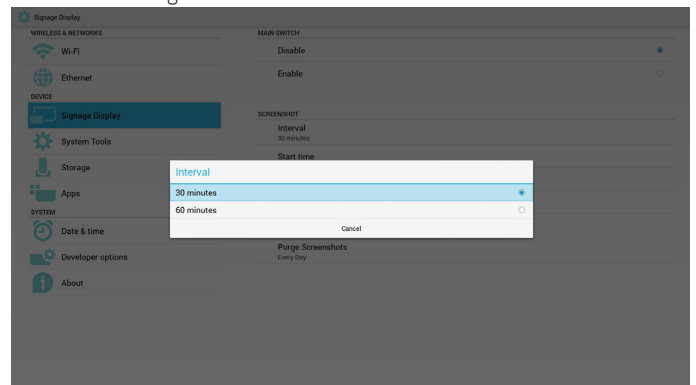 Signage Display
WIRELESS & NETWORKS
Wi-Fi
Ethernet
DEVICE
Signage Display
System Tools
Storage
Apps
SYSTEM
Date & time
Developer options
About
MAIN SWITCH
Disable
Enable
SCREENSHOT
Interval
30 minutes
Start time
Interval
30 minutes
60 minutes
Cancel
Purge Screenshots
Every Day